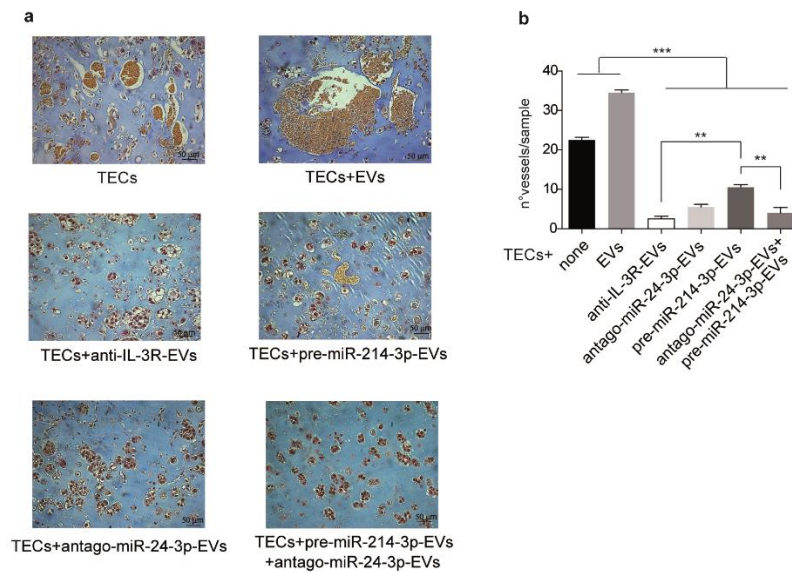 a
50 μm
TECs
50 μm
TECs+EVs
50 μm
TECs+anti-IL-3R-EVs
50 μm
TECs+pre-miR-214-3p-EVs
50 μm
TECs+antago-miR-24-3p-EVs
50 μm
TECs+pre-miR-214-3p-EVs
+antago-miR-24-3p-EVs
b
***
**
**
n°vessels/sample
40
30
20
10
0
TECs+
none
EVs
anti-IL-3R-EVs
antago-miR-24-3p-EVs
pre-miR-214-3p-EVs
antago-miR-24-3p-EVs+
pre-miR-214-3p-EVs